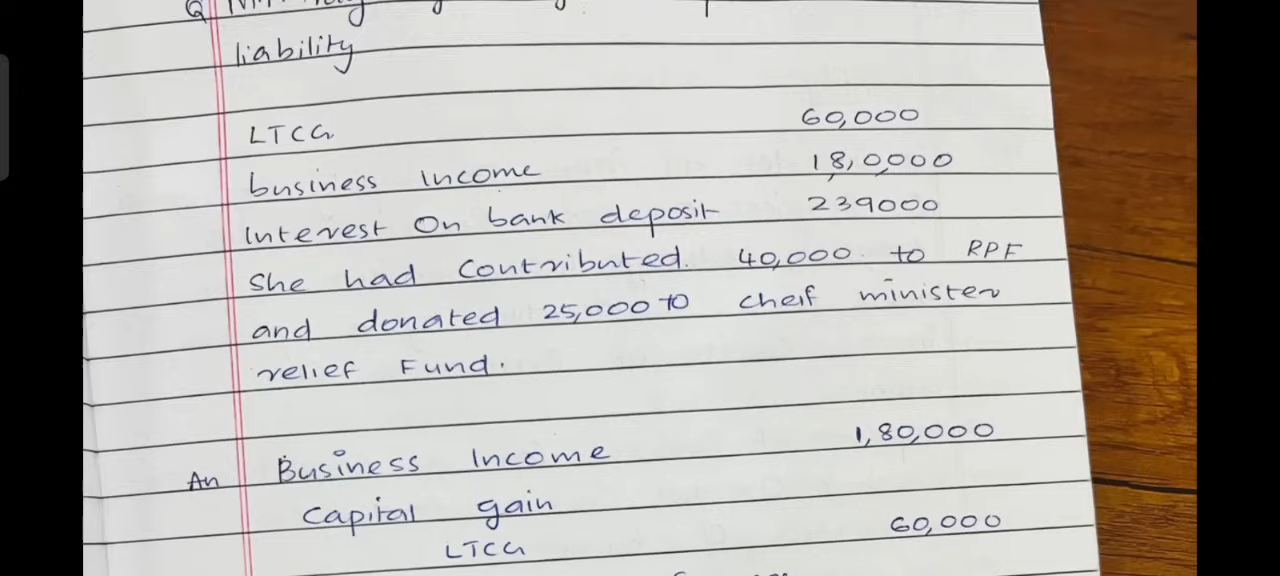 Q
liability
LTCG 60,000
business Income 18,0,000
Interest On bank deposit 239000
She had contributed. 40,000 to RPF
and donated 25,000 to cheif minister
relief Fund.
An Business Income 1,80,000
Capital gain
LTCG 60,000